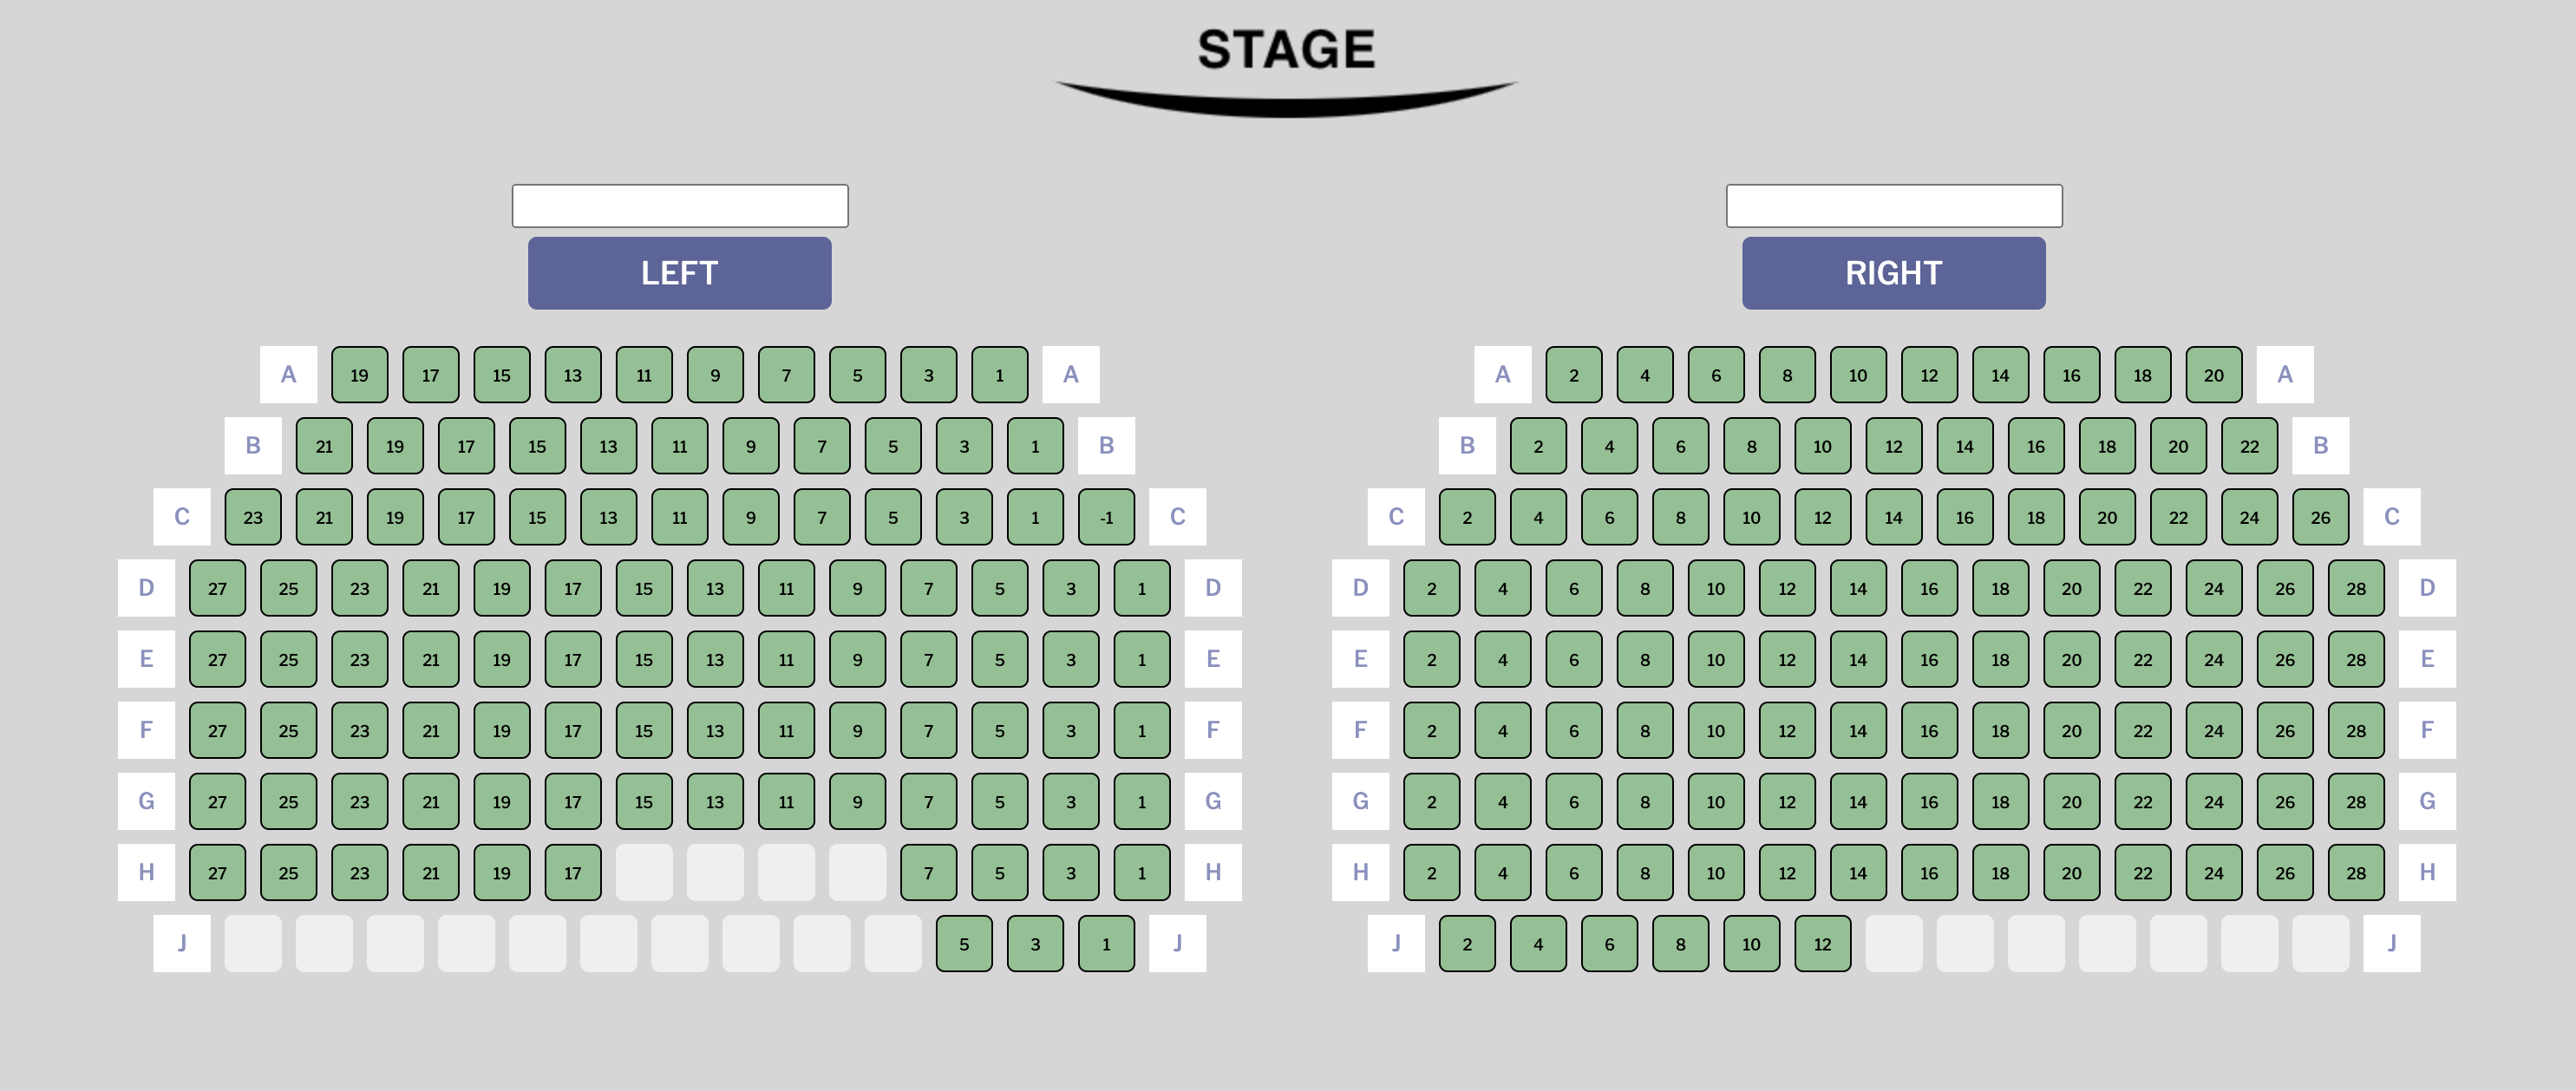 STAGE
LEFT RIGHT
A 19 17 15 13 11 9 7 5 3 1 A A 2 4 6 8 10 12 14 16 18 20 A
B 21 19 17 15 13 11 9 7 5 3 1 B B 2 4 6 8 10 12 14 16 18 20 22 B
C 23 21 19 17 15 13 11 9 7 5 3 1 -1 C C 2 4 6 8 10 12 14 16 18 20 22 24 26 C
D 27 25 23 21 19 17 15 13 11 9 7 5 3 1 D D 2 4 6 8 10 12 14 16 18 20 22 24 26 28 D
E 27 25 23 21 19 17 15 13 11 9 7 5 3 1 E E 2 4 6 8 10 12 14 16 18 20 22 24 26 28 E
F 27 25 23 21 19 17 15 13 11 9 7 5 3 1 F F 2 4 6 8 10 12 14 16 18 20 22 24 26 28 F
G 27 25 23 21 19 17 15 13 11 9 7 5 3 1 G G 2 4 6 8 10 12 14 16 18 20 22 24 26 28 G
H 27 25 23 21 19 17 7 5 3 1 H H 2 4 6 8 10 12 14 16 18 20 22 24 26 28 H
J 5 3 1 J J 2 4 6 8 10 12 J